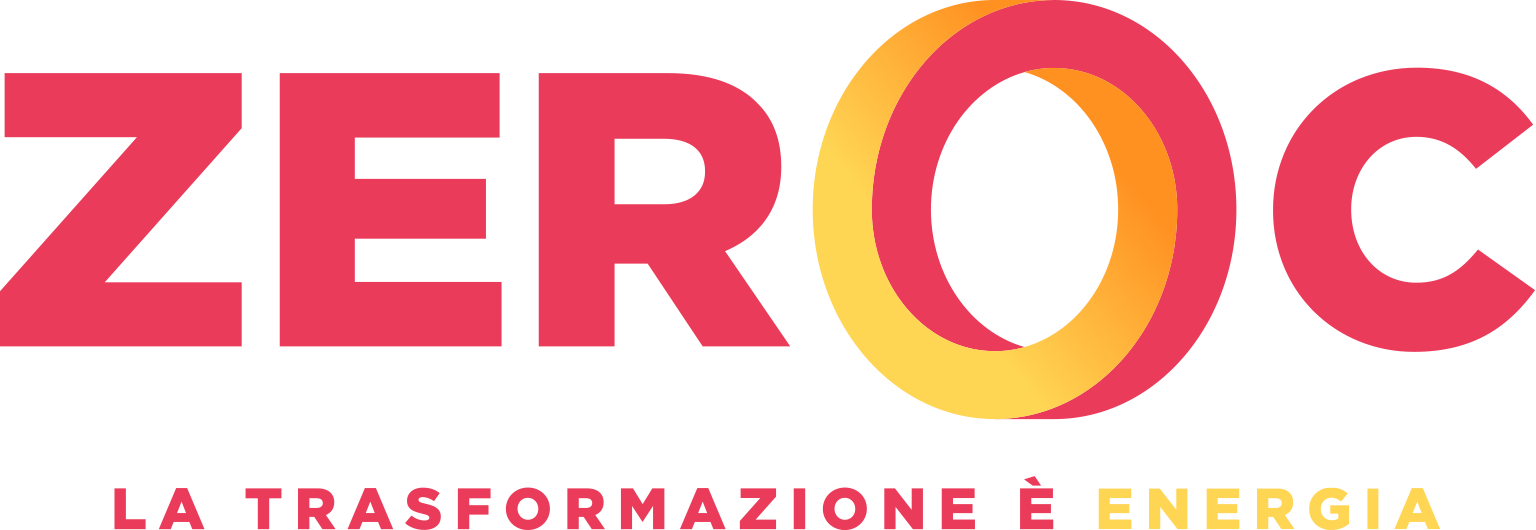 ZEROC
LA TRASFORMAZIONE È ENERGIA